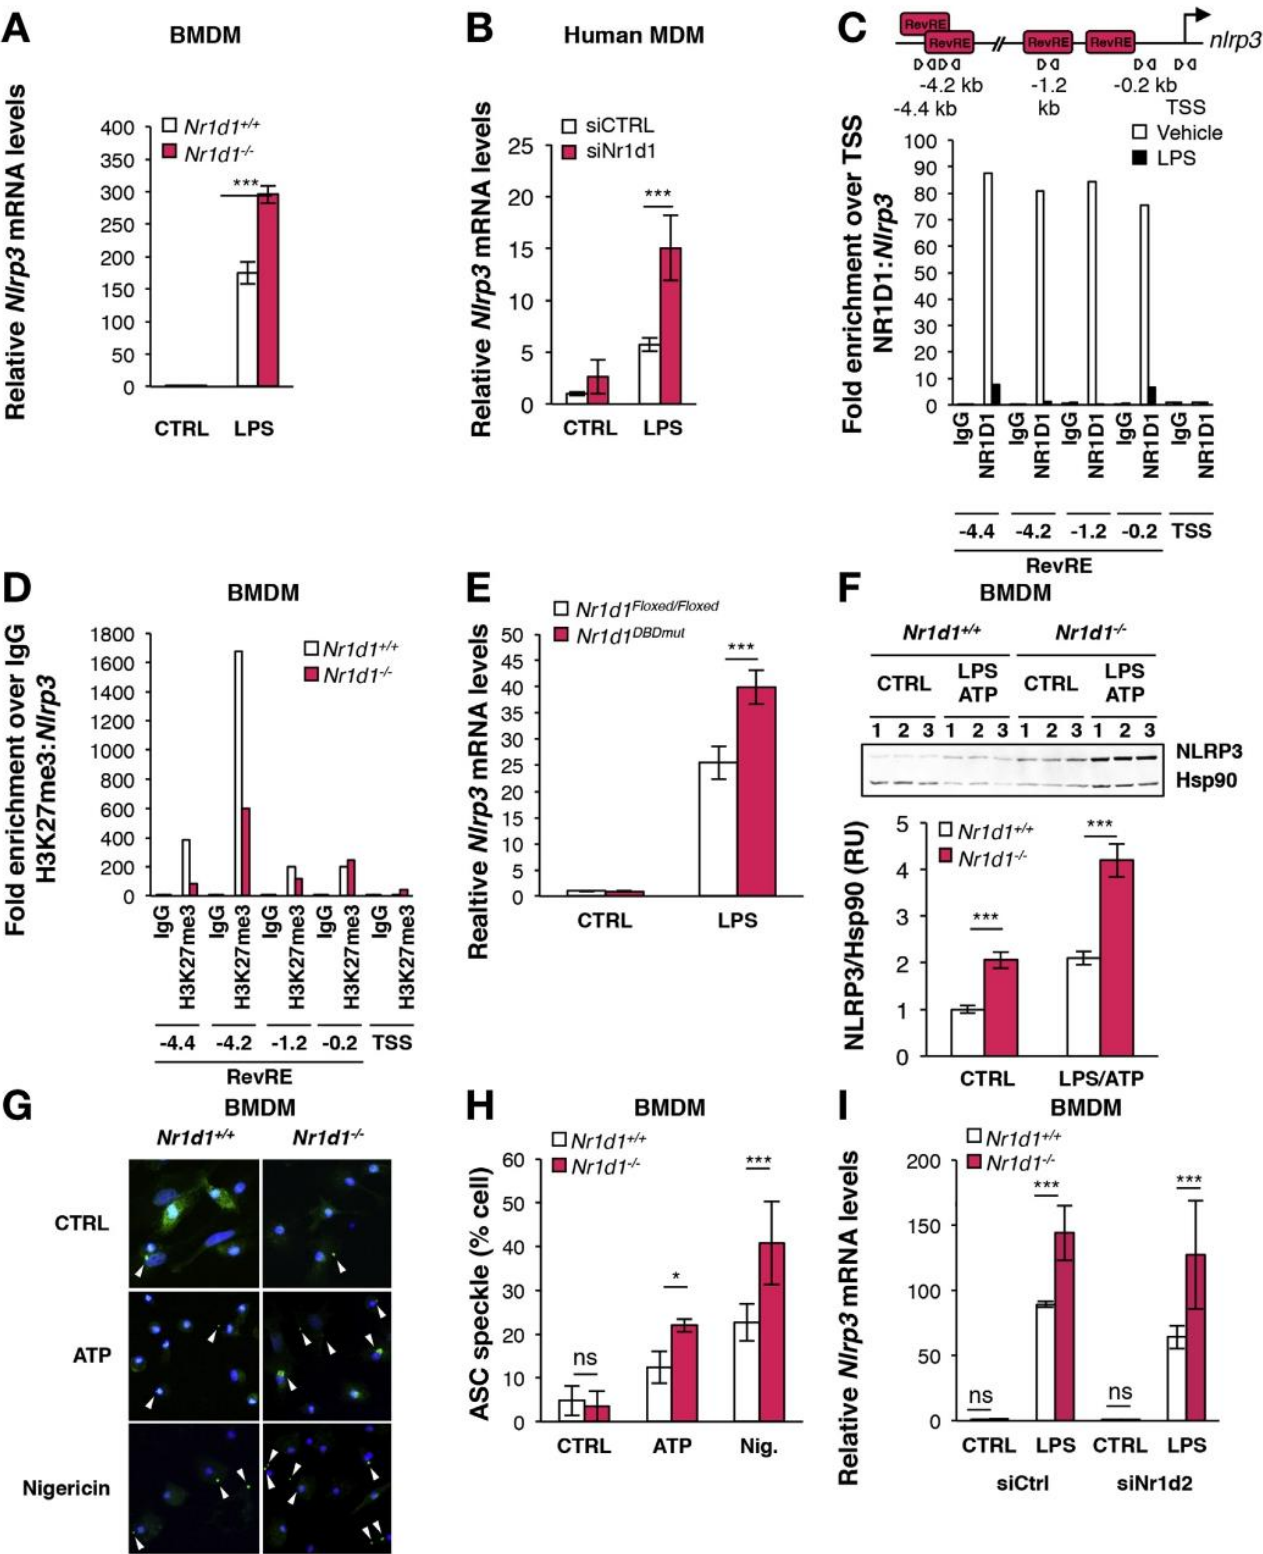 A
BMDM
Relative Nlrp3 mRNA levels
Nr1d1+/+
Nr1d1-/-
400
350
300
250
200
150
100
50
0
***
CTRL
LPS
B
Human MDM
Relative Nlrp3 mRNA levels
siCTRL
siNr1d1
25
20
15
10
5
0
***
CTRL
LPS
C
RevRE
RevRE
RevRE
RevRE
nlrp3
-4.2 kb
-1.2
-0.2 kb
-4.4 kb
kb
TSS
Vehicle
LPS
Fold enrichment over TSS
NR1D1:Nlrp3
100
90
80
70
60
50
40
30
20
10
0
IgG
NR1D1
IgG
NR1D1
IgG
NR1D1
IgG
NR1D1
IgG
NR1D1
-4.4
-4.2
-1.2
-0.2
TSS
RevRE
D
BMDM
Fold enrichment over IgG
H3K27me3:Nlrp3
Nr1d1+/+
Nr1d1-/-
1800
1600
1400
1200
1000
800
600
400
200
0
IgG
H3K27me3
IgG
H3K27me3
IgG
H3K27me3
IgG
H3K27me3
IgG
H3K27me3
-4.4
-4.2
-1.2
-0.2
TSS
RevRE
E
Realtive Nlrp3 mRNA levels
Nr1d1Floxed/Floxed
Nr1d1DBDmut
50
45
40
35
30
25
20
15
10
5
0
***
CTRL
LPS
F
BMDM
Nr1d1+/+
Nr1d1-/-
CTRL
LPS
ATP
CTRL
LPS
ATP
1 2 3 1 2 3 1 2 3 1 2 3
NLRP3
Hsp90
NLRP3/Hsp90 (RU)
Nr1d1+/+
Nr1d1-/-
5
4
3
2
1
0
***
***
CTRL
LPS/ATP
G
BMDM
Nr1d1+/+
Nr1d1-/-
CTRL
ATP
Nigericin
H
BMDM
ASC speckle (% cell)
Nr1d1+/+
Nr1d1-/-
60
50
40
30
20
10
0
ns
*
***
CTRL
ATP
Nig.
I
BMDM
Relative Nlrp3 mRNA levels
Nr1d1+/+
Nr1d1-/-
200
150
100
50
0
ns
***
ns
***
CTRL
LPS
CTRL
LPS
siCtrl
siNr1d2